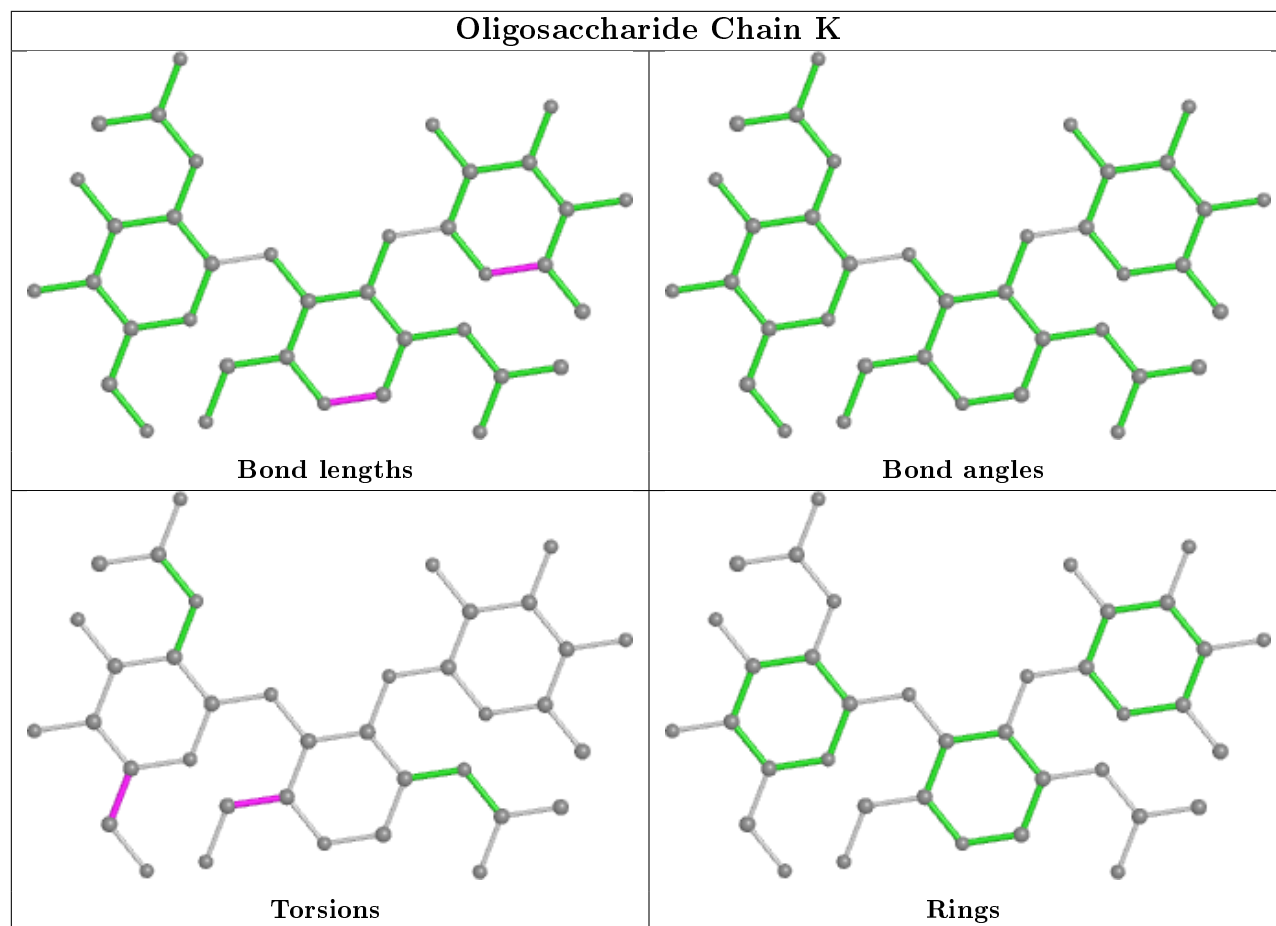 Oligosaccharide Chain K
Bond lengths
Bond angles
Torsions
Rings